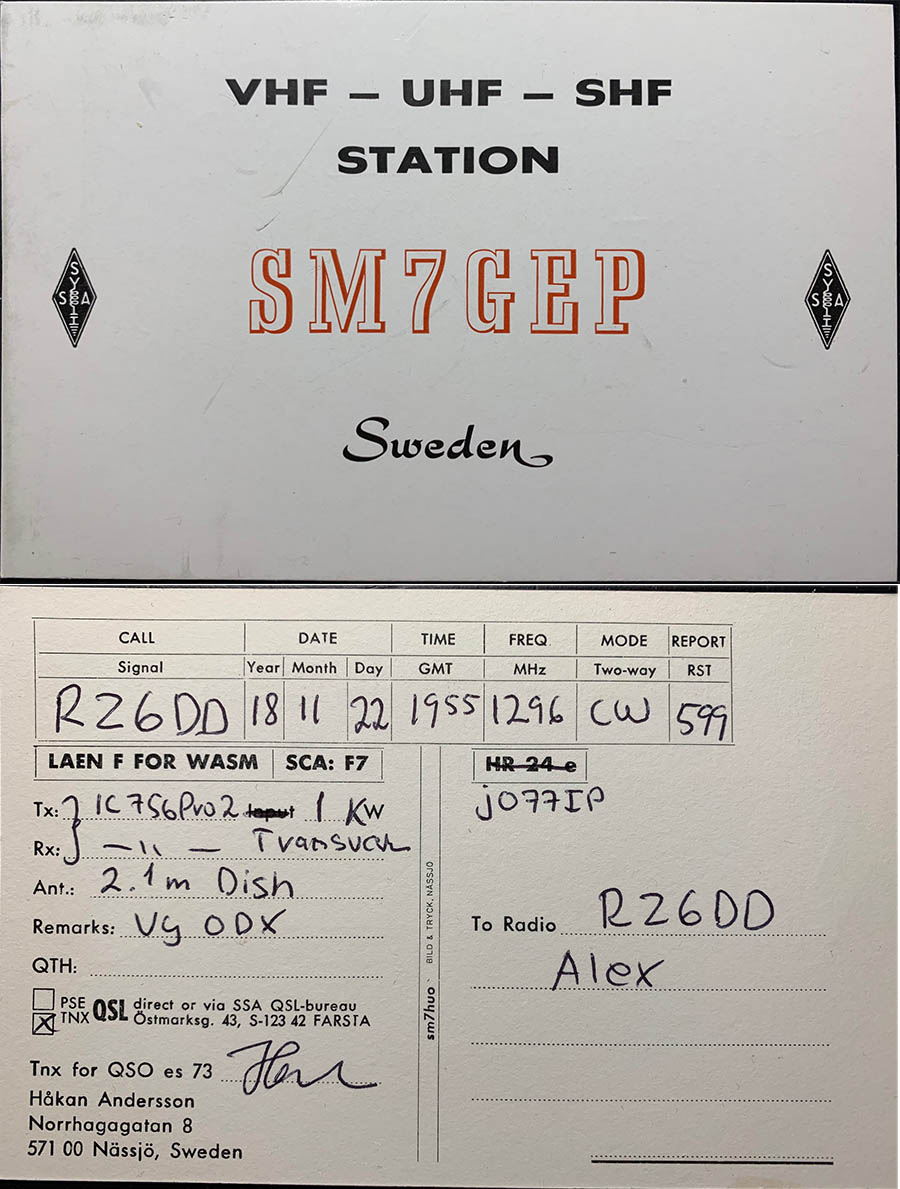 VHF – UHF – SHF
STATION
SM7GEP
Sweden
CALL DATE TIME FREQ. MODE REPORT
Signal Year Month Day GMT MHz Two-way RST
RZ6DD 18 11 22 1955 1296 CW 599
LAEN F FOR WASM SCA: F7
HR 24 e
JO77IP
Tx: IC756Pro2 Input 1 KW
Rx: —〃— Transverter
Ant.: 2.1m Dish
Remarks: Vy ODX
QTH:
PSE
TNX QSL direct or via SSA QSL-bureau
Östmarksg. 43, S-123 42 FARSTA
Tnx for QSO es 73
Håkan Andersson
Norrhagagatan 8
571 00 Nässjö, Sweden
sm7huo · BILD & TRYCK, NÄSSJÖ
To Radio RZ6DD
Alex